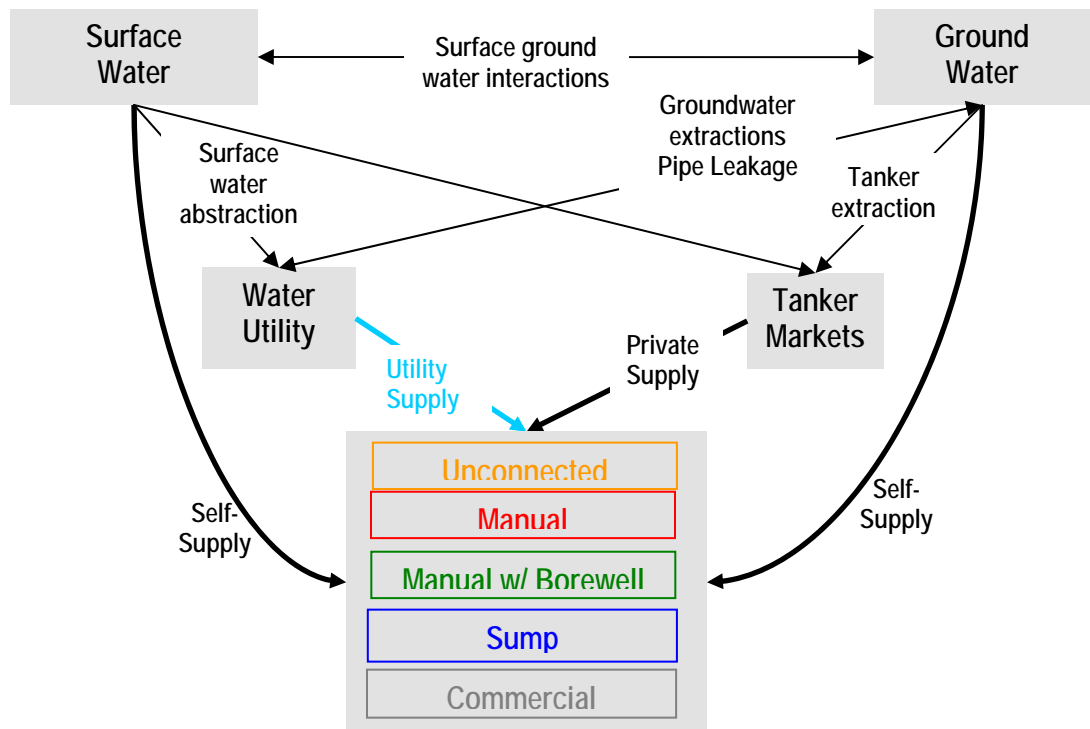 Surface
Water
Surface ground
water interactions
Ground
Water
Groundwater
extractions
Pipe Leakage
Surface
water
abstraction
Tanker
extraction
Water
Utility
Tanker
Markets
Utility
Supply
Private
Supply
Unconnected
Manual
Manual w/ Borewell
Sump
Commercial
Self-
Supply
Self-
Supply